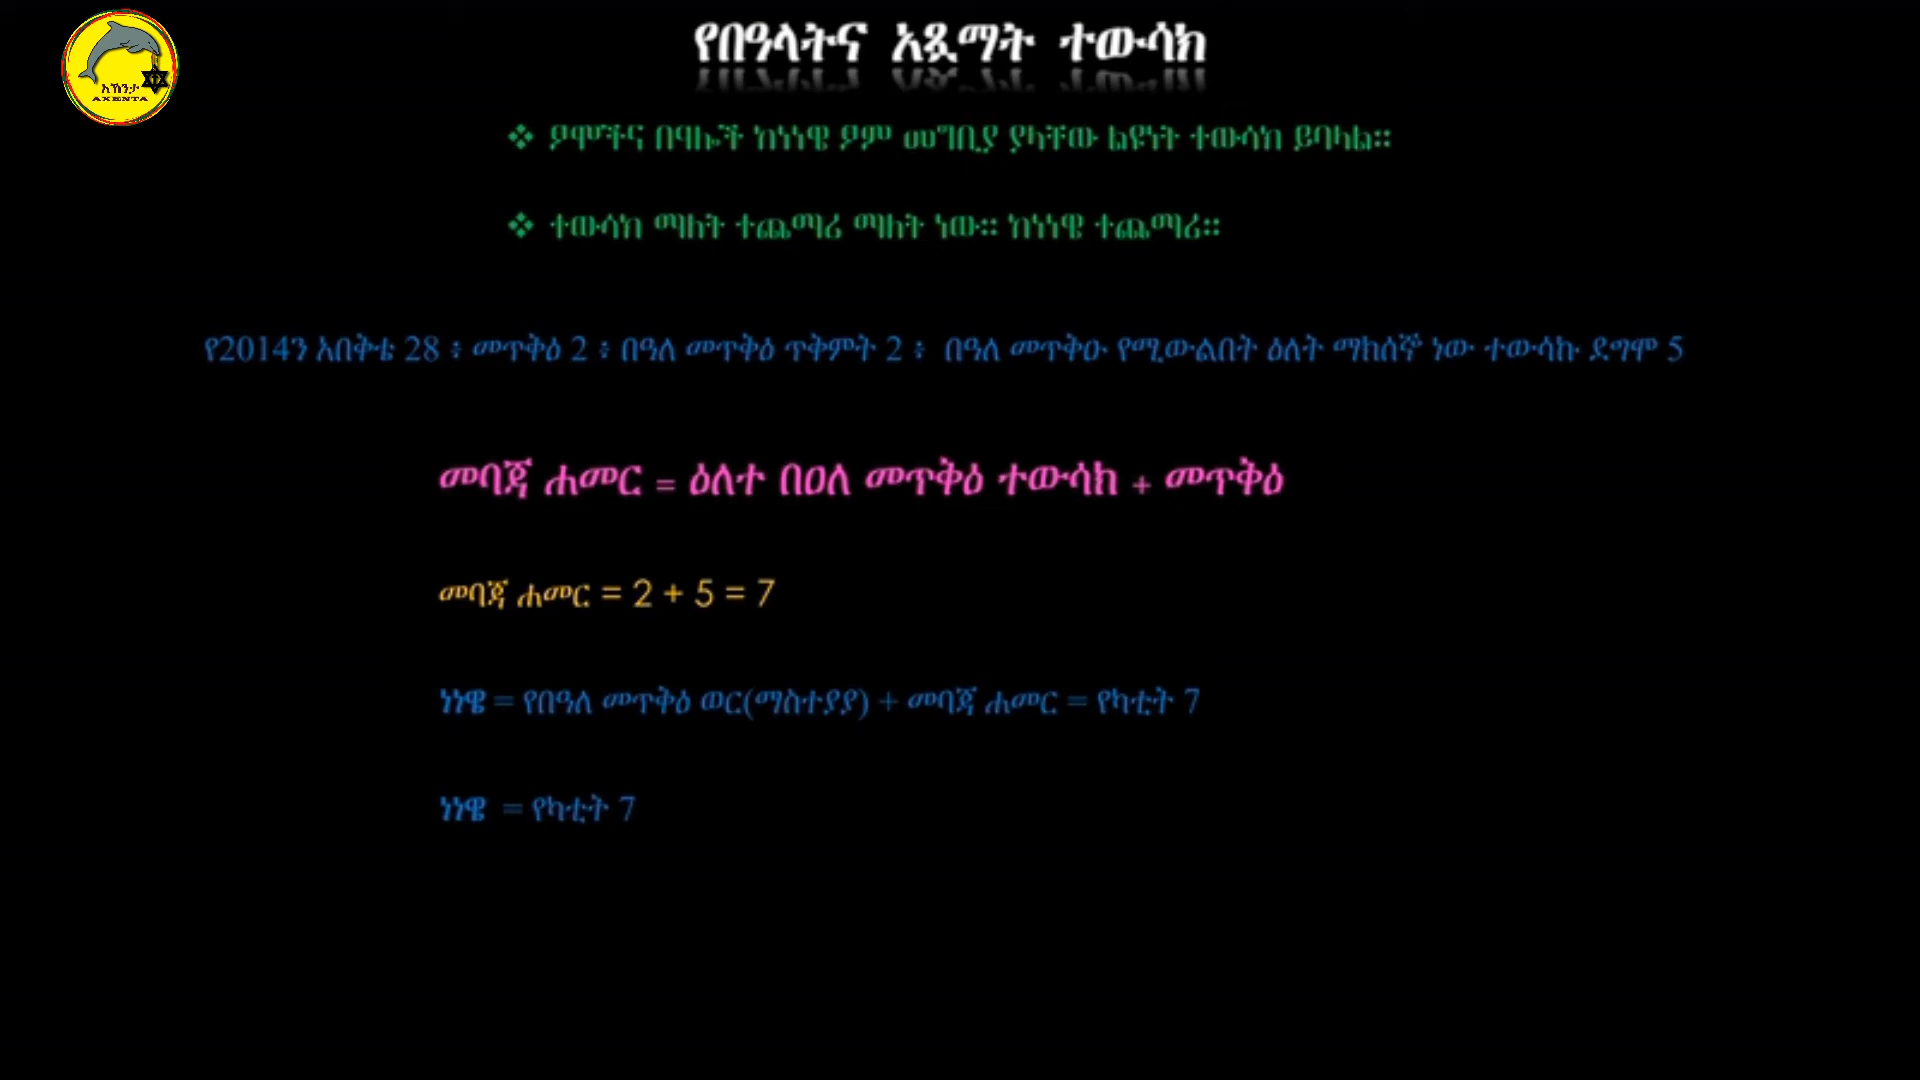 አኸንታ
AXENTA
የበዓላትና አጿማት ተውሳክ
❖ ፆሞችና በዓሎች ከነነዌ ፆም መግቢያ ያላቸው ልዩነት ተውሳክ ይባላል።
❖ ተውሳክ ማለት ተጨማሪ ማለት ነው። ከነነዌ ተጨማሪ።
የ2014ን አበቅቴ 28 ፥ መጥቅዕ 2 ፥ በዓለ መጥቅዕ ጥቅምት 2 ፥ በዓለ መጥቅዑ የሚውልበት ዕለት ማክሰኞ ነው ተውሳኩ ደግሞ 5
መባጃ ሐመር = ዕለተ በዐለ መጥቅዕ ተውሳክ + መጥቅዕ
መባጃ ሐመር = 2 + 5 = 7
ነነዌ = የበዓለ መጥቅዕ ወር(ማስተያያ) + መባጃ ሐመር = የካቲት 7
ነነዌ = የካቲት 7